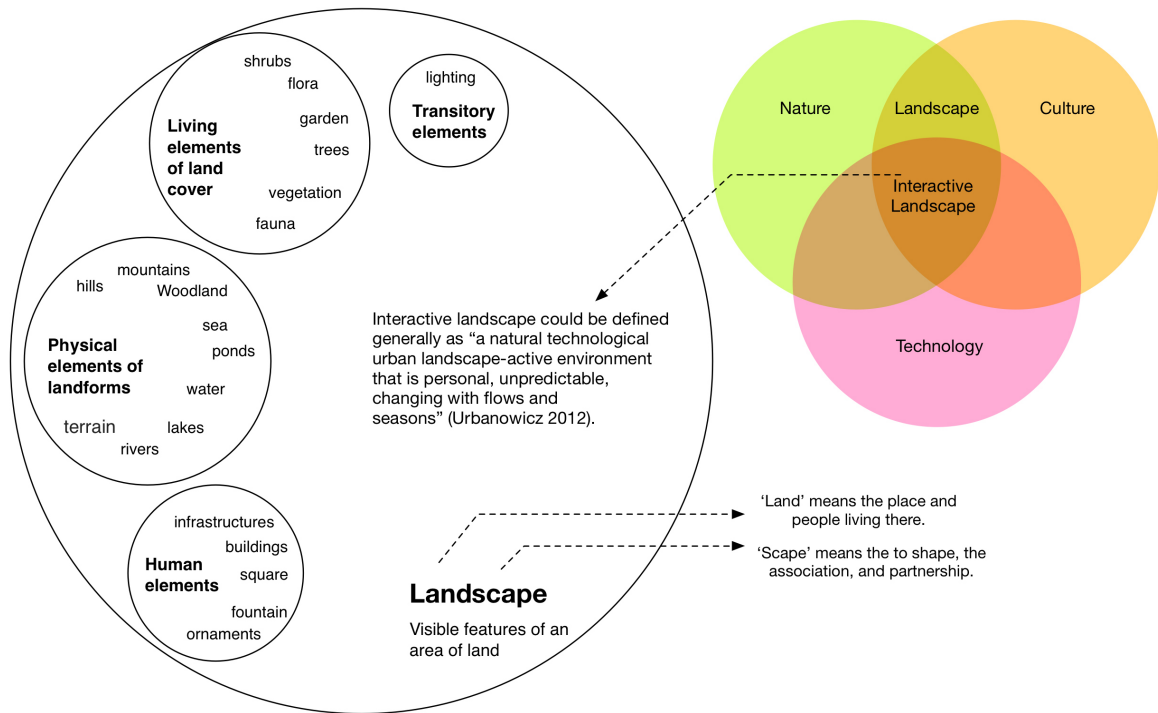 shrubs
flora
Living
elements
of land
cover
garden
trees
vegetation
fauna
lighting
Transitory
elements
mountains
hills
Woodland
sea
Physical
elements of
landforms
ponds
water
terrain
lakes
rivers
infrastructures
buildings
Human
elements
square
fountain
ornaments
Interactive landscape could be defined
generally as “a natural technological
urban landscape-active environment
that is personal, unpredictable,
changing with flows and
seasons” (Urbanowicz 2012).
Landscape
Visible features of an
area of land
Nature
Landscape
Culture
Interactive
Landscape
Technology
‘Land’ means the place and
people living there.
‘Scape’ means the to shape, the
association, and partnership.